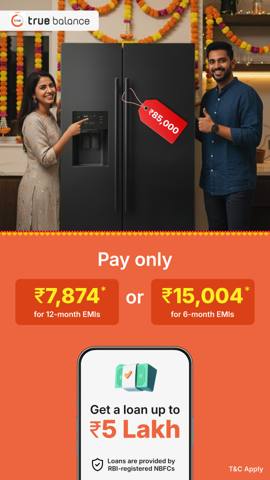 true balance
₹85,000
Pay only
₹7,874* or ₹15,004*
for 12-month EMIs
for 6-month EMIs
Get a loan up to
₹5 Lakh
Loans are provided by
RBI-registered NBFCs
T&C Apply